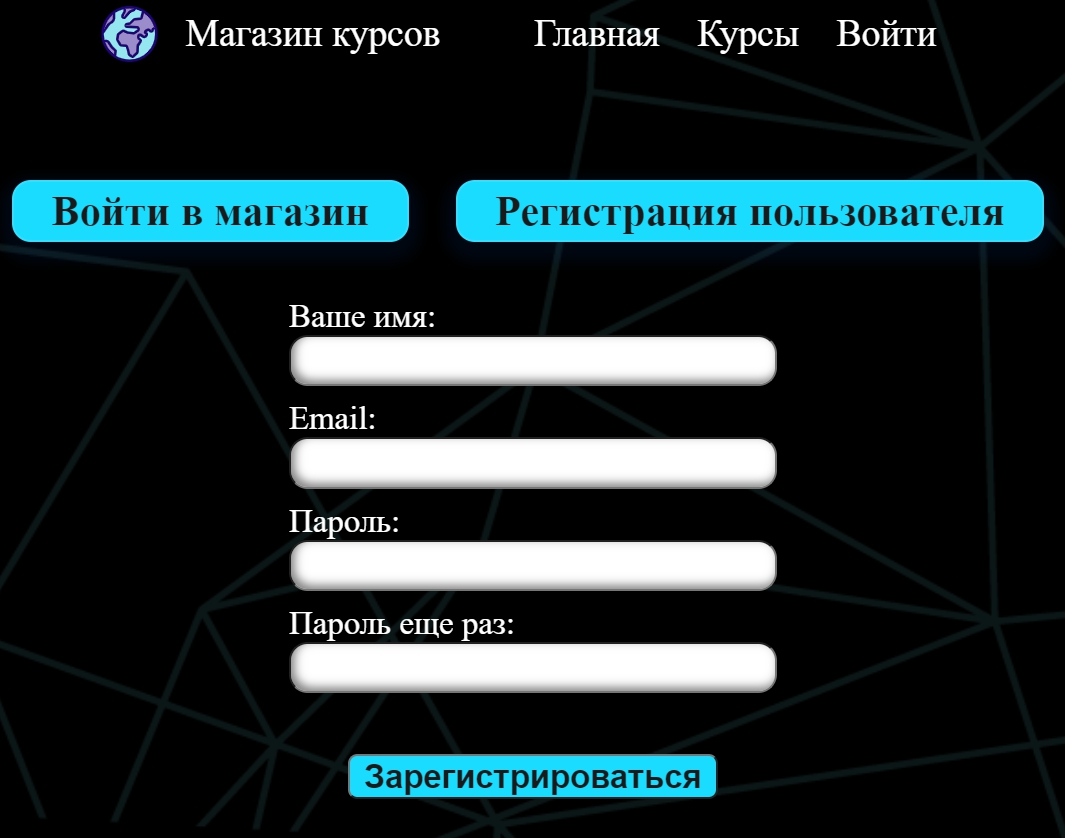 Магазин курсов Главная Курсы Войти
Войти в магазин Регистрация пользователя
Ваше имя:
Email:
Пароль:
Пароль еще раз:
Зарегистрироваться